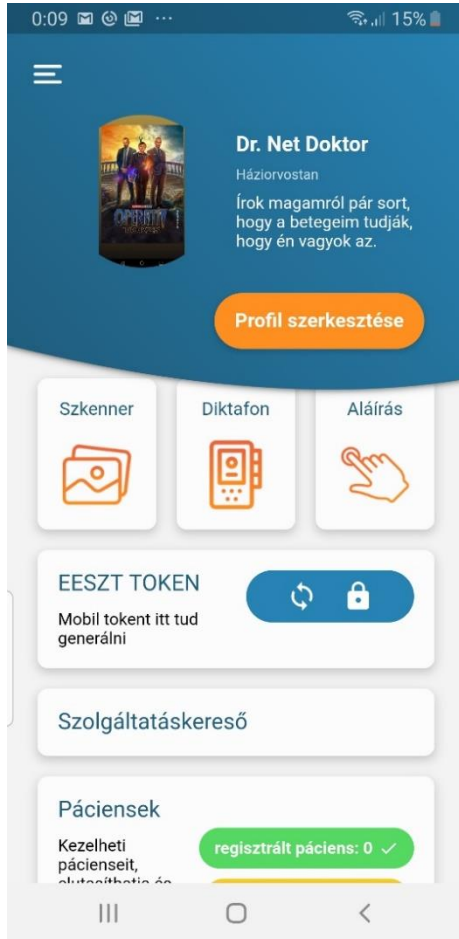 0:09
15%
Dr. Net Doktor
Háziorvostan
Írok magamról pár sort,
hogy a betegeim tudják,
hogy én vagyok az.
Profil szerkesztése
Szkenner
Diktafon
Aláírás
EESZT TOKEN
Mobil tokent itt tud
generálni
Szolgáltatáskereső
Páciensek
Kezelheti
pácienseit,
regisztrált páciens: 0